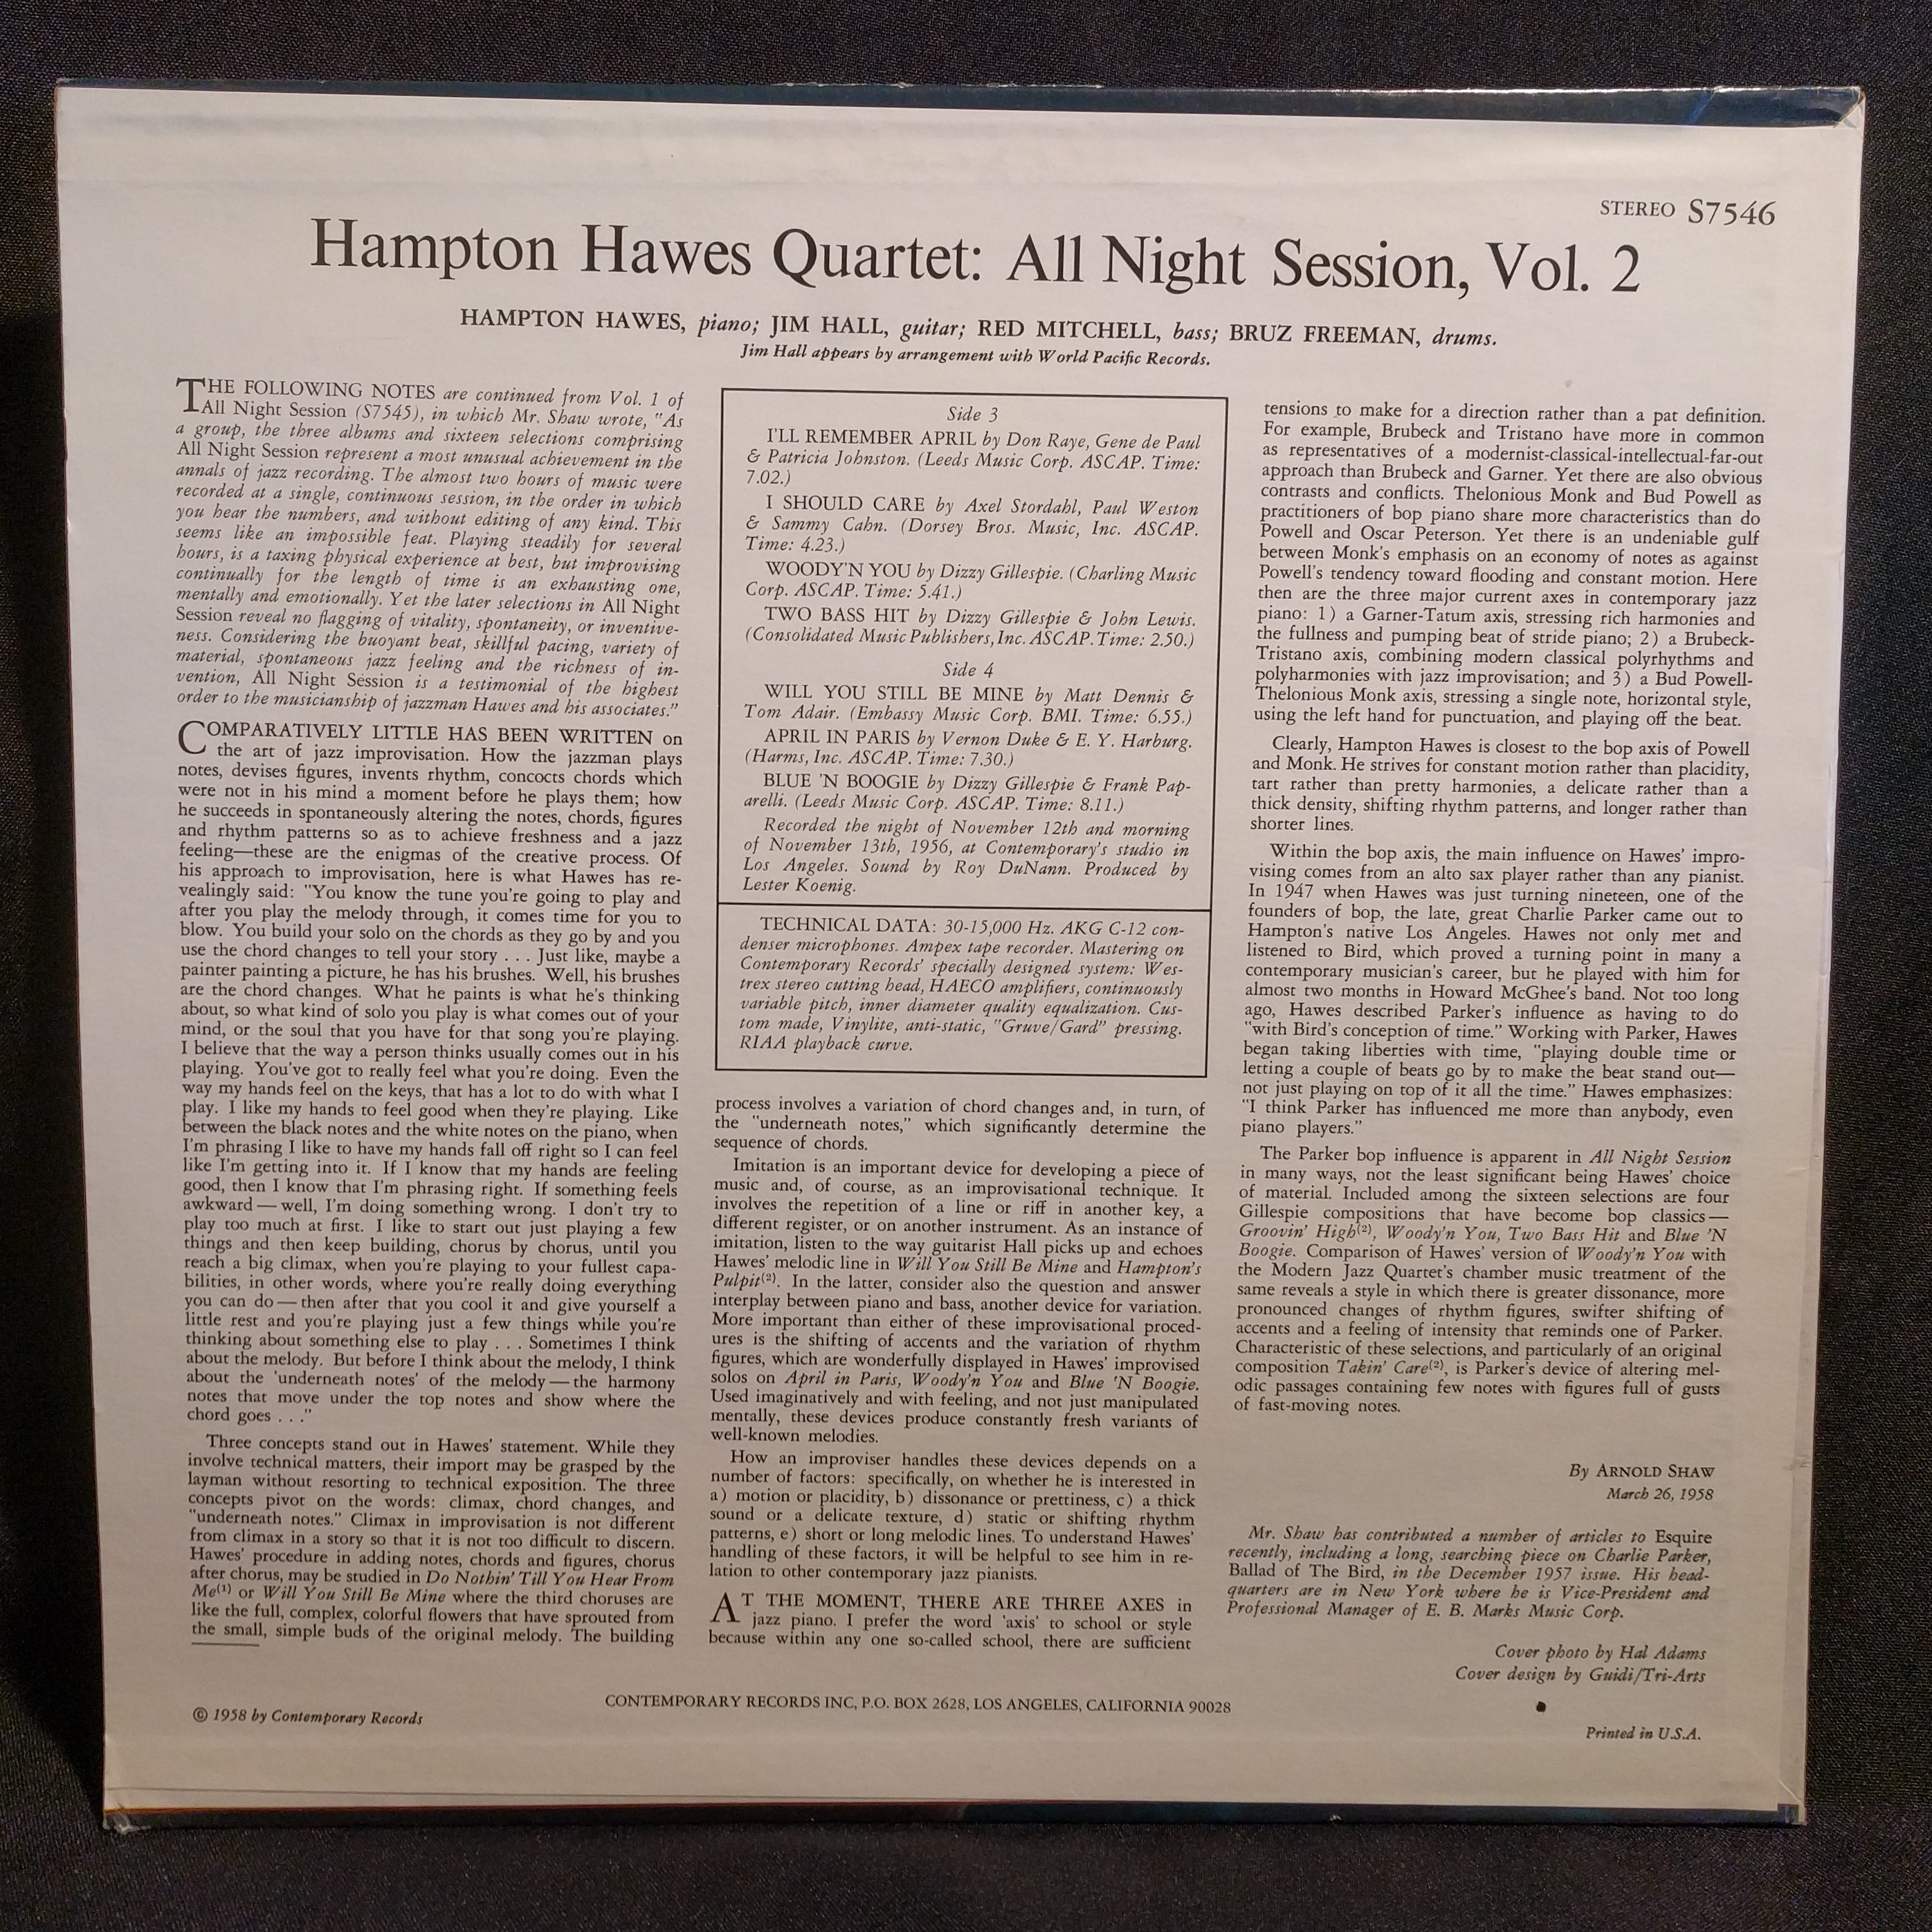 STEREO S7546
Hampton Hawes Quartet: All Night Session, Vol. 2
HAMPTON HAWES, piano; JIM HALL, guitar; RED MITCHELL, bass; BRUZ FREEMAN, drums.
Jim Hall appears by arrangement with World Pacific Records.
THE FOLLOWING NOTES are continued from Vol. 1 of
All Night Session (S7545), in which Mr. Shaw wrote, "As
a group, the three albums and sixteen selections comprising
All Night Session represent a most unusual achievement in the
annals of jazz recording. The almost two hours of music were
recorded at a single, continuous session, in the order in which
you hear the numbers, and without editing of any kind. This
seems like an impossible feat. Playing steadily for several
hours, is a taxing physical experience at best, but improvising
continually for the length of time is an exhausting one,
mentally and emotionally. Yet the later selections in All Night
Session reveal no flagging of vitality, spontaneity, or inventive-
ness. Considering the buoyant beat, skillful pacing, variety of
material, spontaneous jazz feeling and the richness of in-
vention, All Night Session is a testimonial of the highest
order to the musicianship of jazzman Hawes and his associates."
COMPARATIVELY LITTLE HAS BEEN WRITTEN on
the art of jazz improvisation. How the jazzman plays
notes, devises figures, invents rhythm, concocts chords which
were not in his mind a moment before he plays them; how
he succeeds in spontaneously altering the notes, chords, figures
and rhythm patterns so as to achieve freshness and a jazz
feeling—these are the enigmas of the creative process. Of
his approach to improvisation, here is what Hawes has re-
vealingly said: "You know the tune you're going to play and
after you play the melody through, it comes time for you to
blow. You build your solo on the chords as they go by and you
use the chord changes to tell your story . . . Just like, maybe a
painter painting a picture, he has his brushes. Well, his brushes
are the chord changes. What he paints is what he's thinking
about, so what kind of solo you play is what comes out of your
mind, or the soul that you have for that song you're playing.
I believe that the way a person thinks usually comes out in his
playing. You've got to really feel what you're doing. Even the
way my hands feel on the keys, that has a lot to do with what I
play. I like my hands to feel good when they're playing. Like
between the black notes and the white notes on the piano, when
I'm phrasing I like to have my hands fall off right so I can feel
like I'm getting into it. If I know that my hands are feeling
good, then I know that I'm phrasing right. If something feels
awkward — well, I'm doing something wrong. I don't try to
play too much at first. I like to start out just playing a few
things and then keep building, chorus by chorus, until you
reach a big climax, when you're playing to your fullest capa-
bilities, in other words, where you're really doing everything
you can do — then after that you cool it and give yourself a
little rest and you're playing just a few things while you're
thinking about something else to play . . . Sometimes I think
about the melody. But before I think about the melody, I think
about the 'underneath notes' of the melody — the harmony
notes that move under the top notes and show where the
chord goes . . ."
Three concepts stand out in Hawes' statement. While they
involve technical matters, their import may be grasped by the
layman without resorting to technical exposition. The three
concepts pivot on the words: climax, chord changes, and
"underneath notes." Climax in improvisation is not different
from climax in a story so that it is not too difficult to discern.
Hawes' procedure in adding notes, chords and figures, chorus
after chorus, may be studied in Do Nothin' Till You Hear From
Me(1) or Will You Still Be Mine where the third choruses are
like the full, complex, colorful flowers that have sprouted from
the small, simple buds of the original melody. The building
Side 3
I'LL REMEMBER APRIL by Don Raye, Gene de Paul
& Patricia Johnston. (Leeds Music Corp. ASCAP. Time:
7.02.)
I SHOULD CARE by Axel Stordahl, Paul Weston
& Sammy Cahn. (Dorsey Bros. Music, Inc. ASCAP.
Time: 4.23.)
WOODY'N YOU by Dizzy Gillespie. (Charling Music
Corp. ASCAP. Time: 5.41.)
TWO BASS HIT by Dizzy Gillespie & John Lewis.
(Consolidated Music Publishers, Inc. ASCAP. Time: 2.50.)
Side 4
WILL YOU STILL BE MINE by Matt Dennis &
Tom Adair. (Embassy Music Corp. BMI. Time: 6.55.)
APRIL IN PARIS by Vernon Duke & E. Y. Harburg.
(Harms, Inc. ASCAP. Time: 7.30.)
BLUE 'N BOOGIE by Dizzy Gillespie & Frank Pap-
arelli. (Leeds Music Corp. ASCAP. Time: 8.11.)
Recorded the night of November 12th and morning
of November 13th, 1956, at Contemporary's studio in
Los Angeles. Sound by Roy DuNann. Produced by
Lester Koenig.
TECHNICAL DATA: 30-15,000 Hz. AKG C-12 con-
denser microphones. Ampex tape recorder. Mastering on
Contemporary Records' specially designed system: Wes-
trex stereo cutting head, HAECO amplifiers, continuously
variable pitch, inner diameter quality equalization. Cus-
tom made, Vinylite, anti-static, "Gruve/Gard" pressing.
RIAA playback curve.
process involves a variation of chord changes and, in turn, of
the "underneath notes," which significantly determine the
sequence of chords.
Imitation is an important device for developing a piece of
music and, of course, as an improvisational technique. It
involves the repetition of a line or riff in another key, a
different register, or on another instrument. As an instance of
imitation, listen to the way guitarist Hall picks up and echoes
Hawes' melodic line in Will You Still Be Mine and Hampton's
Pulpit(2). In the latter, consider also the question and answer
interplay between piano and bass, another device for variation.
More important than either of these improvisational proced-
ures is the shifting of accents and the variation of rhythm
figures, which are wonderfully displayed in Hawes' improvised
solos on April in Paris, Woody'n You and Blue 'N Boogie.
Used imaginatively and with feeling, and not just manipulated
mentally, these devices produce constantly fresh variants of
well-known melodies.
How an improviser handles these devices depends on a
number of factors: specifically, on whether he is interested in
a) motion or placidity, b) dissonance or prettiness, c) a thick
sound or a delicate texture, d) static or shifting rhythm
patterns, e) short or long melodic lines. To understand Hawes'
handling of these factors, it will be helpful to see him in re-
lation to other contemporary jazz pianists.
AT THE MOMENT, THERE ARE THREE AXES in
jazz piano. I prefer the word 'axis' to school or style
because within any one so-called school, there are sufficient
tensions to make for a direction rather than a pat definition.
For example, Brubeck and Tristano have more in common
as representatives of a modernist-classical-intellectual-far-out
approach than Brubeck and Garner. Yet there are also obvious
contrasts and conflicts. Thelonious Monk and Bud Powell as
practitioners of bop piano share more characteristics than do
Powell and Oscar Peterson. Yet there is an undeniable gulf
between Monk's emphasis on an economy of notes as against
Powell's tendency toward flooding and constant motion. Here
then are the three major current axes in contemporary jazz
piano: 1) a Garner-Tatum axis, stressing rich harmonies and
the fullness and pumping beat of stride piano; 2) a Brubeck-
Tristano axis, combining modern classical polyrhythms and
polyharmonies with jazz improvisation; and 3) a Bud Powell-
Thelonious Monk axis, stressing a single note, horizontal style,
using the left hand for punctuation, and playing off the beat.
Clearly, Hampton Hawes is closest to the bop axis of Powell
and Monk. He strives for constant motion rather than placidity,
tart rather than pretty harmonies, a delicate rather than a
thick density, shifting rhythm patterns, and longer rather than
shorter lines.
Within the bop axis, the main influence on Hawes' impro-
vising comes from an alto sax player rather than any pianist.
In 1947 when Hawes was just turning nineteen, one of the
founders of bop, the late, great Charlie Parker came out to
Hampton's native Los Angeles. Hawes not only met and
listened to Bird, which proved a turning point in many a
contemporary musician's career, but he played with him for
almost two months in Howard McGhee's band. Not too long
ago, Hawes described Parker's influence as having to do
"with Bird's conception of time." Working with Parker, Hawes
began taking liberties with time, "playing double time or
letting a couple of beats go by to make the beat stand out—
not just playing on top of it all the time." Hawes emphasizes:
"I think Parker has influenced me more than anybody, even
piano players."
The Parker bop influence is apparent in All Night Session
in many ways, not the least significant being Hawes' choice
of material. Included among the sixteen selections are four
Gillespie compositions that have become bop classics —
Groovin' High(2), Woody'n You, Two Bass Hit and Blue 'N
Boogie. Comparison of Hawes' version of Woody'n You with
the Modern Jazz Quartet's chamber music treatment of the
same reveals a style in which there is greater dissonance, more
pronounced changes of rhythm figures, swifter shifting of
accents and a feeling of intensity that reminds one of Parker.
Characteristic of these selections, and particularly of an original
composition Takin' Care(2), is Parker's device of altering mel-
odic passages containing few notes with figures full of gusts
of fast-moving notes.
By ARNOLD SHAW
March 26, 1958
Mr. Shaw has contributed a number of articles to Esquire
recently, including a long, searching piece on Charlie Parker,
Ballad of The Bird, in the December 1957 issue. His head-
quarters are in New York where he is Vice-President and
Professional Manager of E. B. Marks Music Corp.
Cover photo by Hal Adams
Cover design by Guidi/Tri-Arts
© 1958 by Contemporary Records
CONTEMPORARY RECORDS INC, P.O. BOX 2628, LOS ANGELES, CALIFORNIA 90028
Printed in U.S.A.